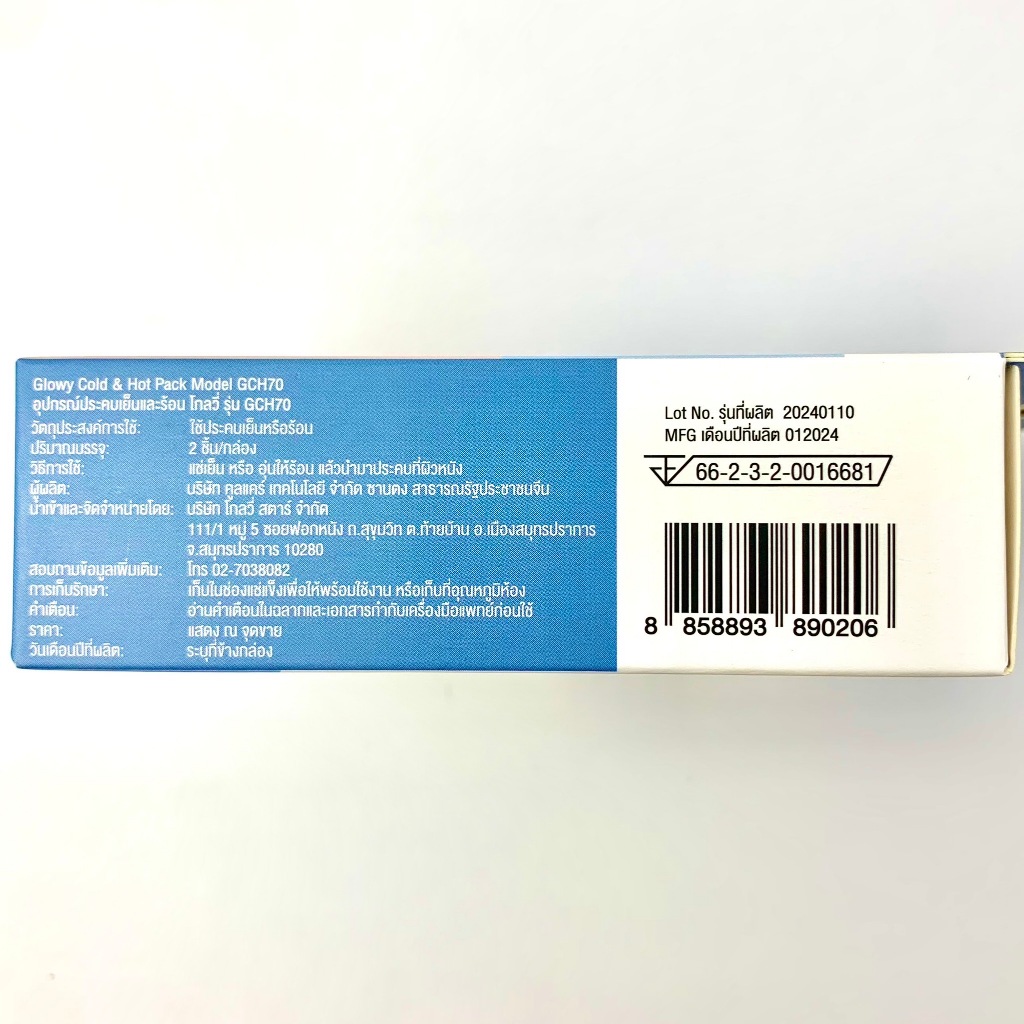 Glowy Cold & Hot Pack Model GCH70
อุปกรณ์ประคบเย็นและร้อน โกลวี่ รุ่น GCH70
วัตถุประสงค์การใช้: ใช้ประคบเย็นหรือร้อน
ปริมาณบรรจุ: 2 ชิ้น/กล่อง
วิธีการใช้: แช่เย็น หรือ อุ่นให้ร้อน แล้วนำมาประคบที่ผิวหนัง
ผู้ผลิต: บริษัท คูลแคร์ เทคโนโลยี จำกัด ซานตง สาธารณรัฐประชาชนจีน
นำเข้าและจัดจำหน่ายโดย: บริษัท โกลวี่ สตาร์ จำกัด
111/1 หมู่ 5 ซอยฟอกหนัง ถ.สุขุมวิท ต.ท้ายบ้าน อ.เมืองสมุทรปราการ
จ.สมุทรปราการ 10280
สอบถามข้อมูลเพิ่มเติม: โทร 02-7038082
การเก็บรักษา: เก็บในช่องแช่แข็งเพื่อให้พร้อมใช้งาน หรือเก็บที่อุณหภูมิห้อง
คำเตือน: อ่านคำเตือนในฉลากและเอกสารกำกับเครื่องมือแพทย์ก่อนใช้
ราคา: แสดง ณ จุดขาย
วันเดือนปีที่ผลิต: ระบุที่ข้างกล่อง
Lot No. รุ่นที่ผลิต 20240110
MFG เดือนปีที่ผลิต 012024
66-2-3-2-0016681
8 858893 890206